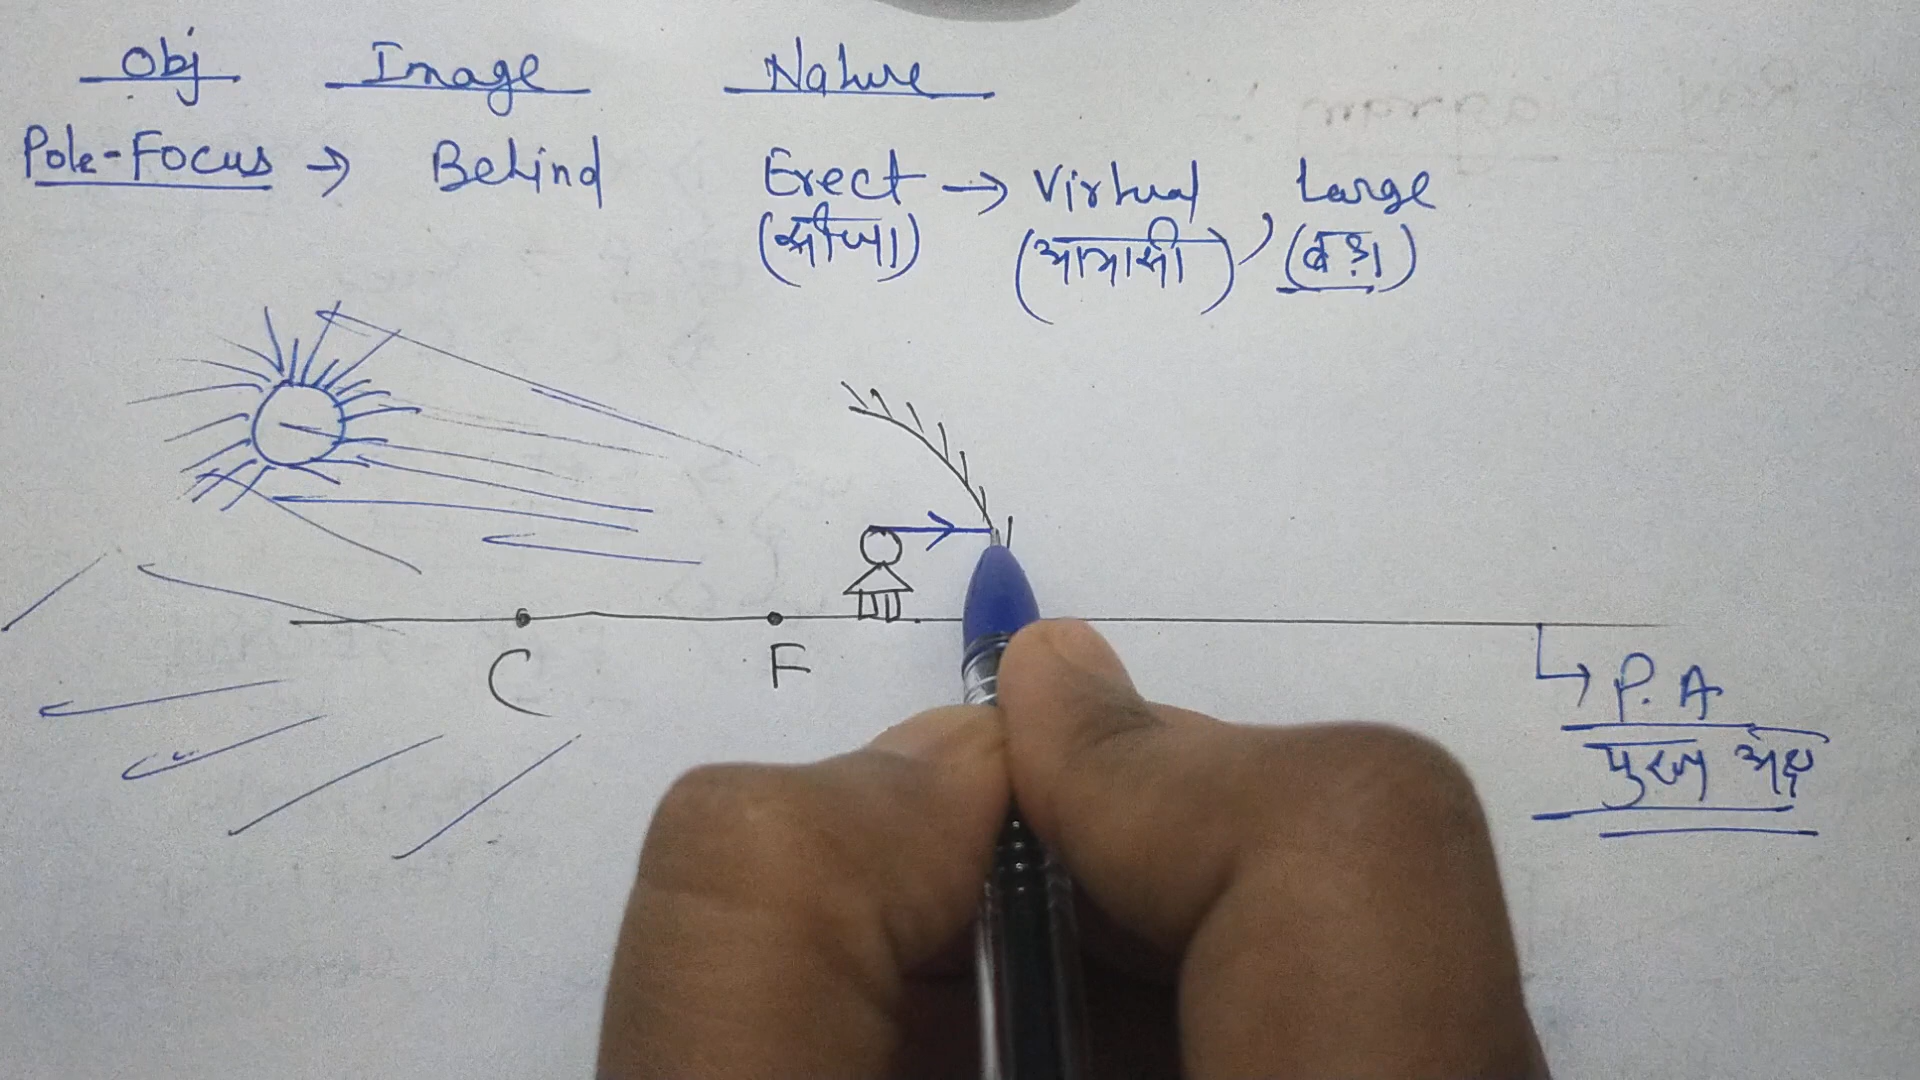 Obj Image Nature
Pole-Focus → Behind Erect → Virtual, Large
(सीधा) (आभासी) (बड़ा)
C F
P.A
मुख्य अक्ष